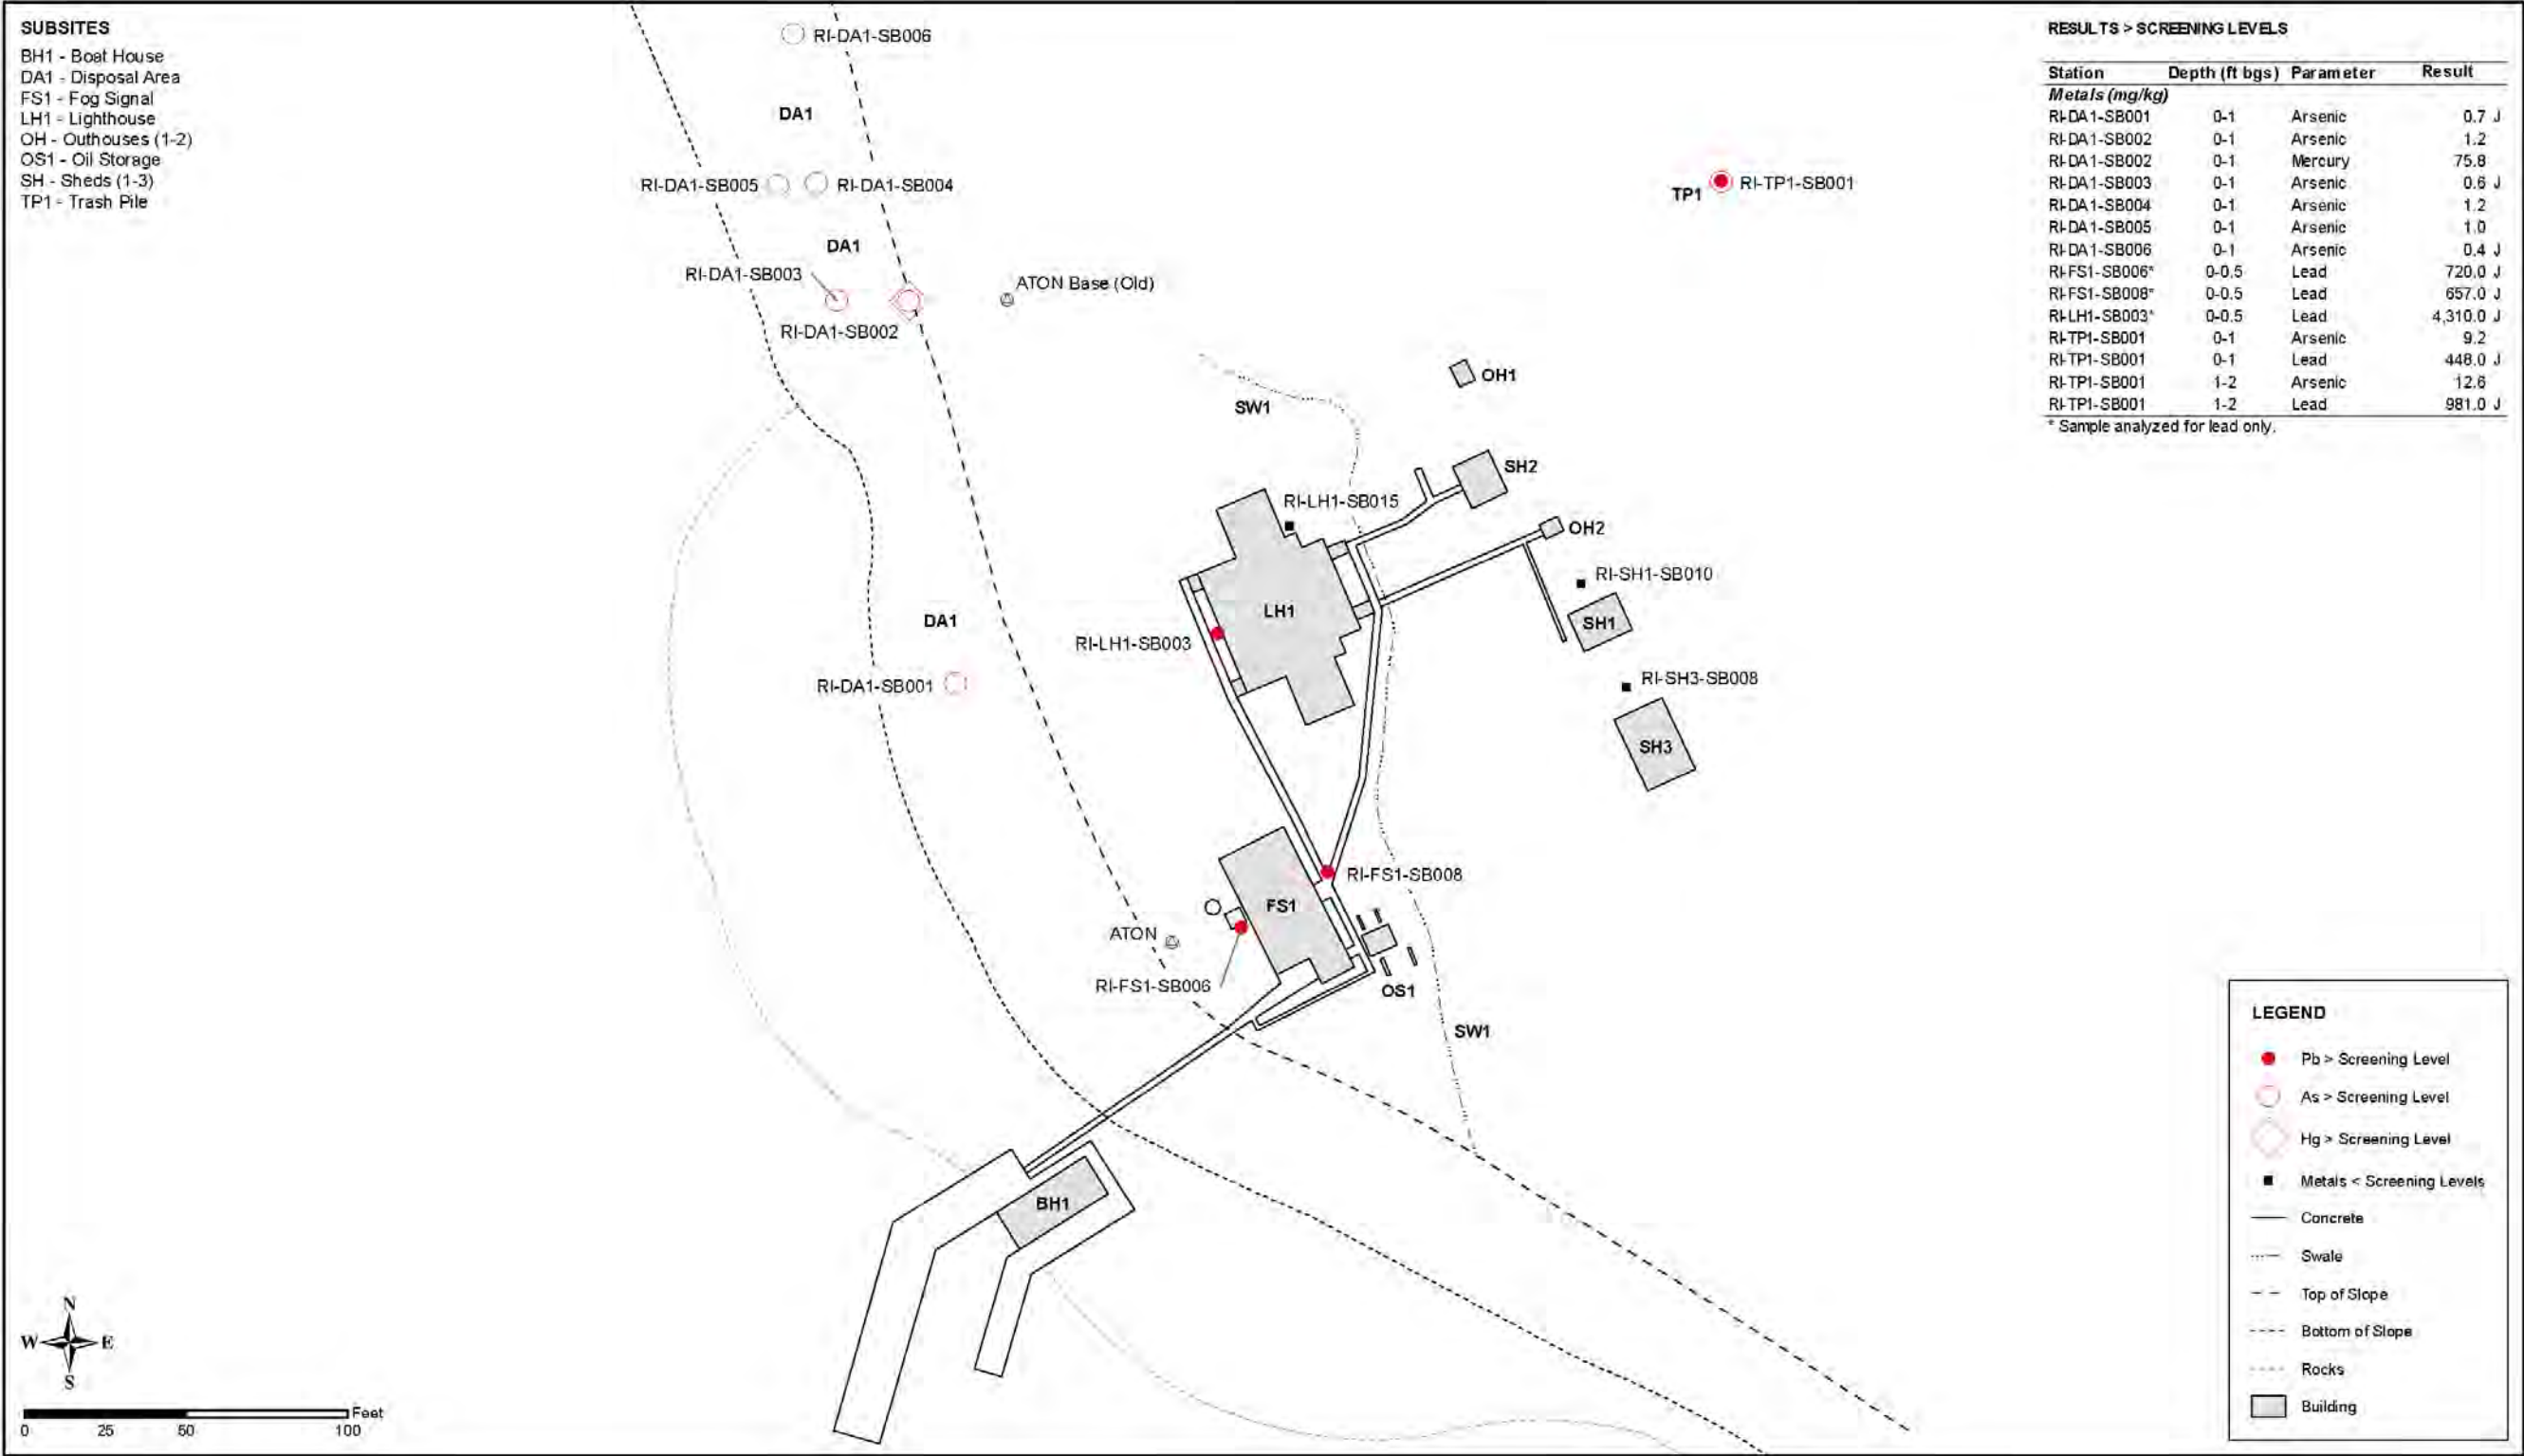 SUBSITES
BH1 - Boat House
DA1 - Disposal Area
FS1 - Fog Signal
LH1 - Lighthouse
OH - Outhouses (1-2)
OS1 - Oil Storage
SH - Sheds (1-3)
TP1 - Trash Pile
RESULTS > SCREENING LEVELS
Station Depth (ft bgs) Parameter Result
Metals (mg/kg)
RI-DA1-SB001 0-1 Arsenic 0.7 J
RI-DA1-SB002 0-1 Arsenic 1.2
RI-DA1-SB002 0-1 Mercury 75.8
RI-DA1-SB003 0-1 Arsenic 0.6 J
RI-DA1-SB004 0-1 Arsenic 1.2
RI-DA1-SB005 0-1 Arsenic 1.0
RI-DA1-SB006 0-1 Arsenic 0.4 J
RI-FS1-SB006* 0-0.5 Lead 720.0 J
RI-FS1-SB008* 0-0.5 Lead 657.0 J
RI-LH1-SB003* 0-0.5 Lead 4,310.0 J
RI-TP1-SB001 0-1 Arsenic 9.2
RI-TP1-SB001 0-1 Lead 448.0 J
RI-TP1-SB001 1-2 Arsenic 12.6
RI-TP1-SB001 1-2 Lead 981.0 J
* Sample analyzed for lead only.
RI-DA1-SB006
DA1
RI-DA1-SB005
RI-DA1-SB004
TP1
RI-TP1-SB001
DA1
RI-DA1-SB003
ATON Base (Old)
RI-DA1-SB002
OH1
SW1
SH2
RI-LH1-SB015
OH2
RI-SH1-SB010
LH1
DA1
SH1
RI-LH1-SB003
RI-SH3-SB008
RI-DA1-SB001
SH3
RI-FS1-SB008
FS1
ATON
RI-FS1-SB006
OS1
SW1
BH1
LEGEND
Pb > Screening Level
As > Screening Level
Hg > Screening Level
Metals < Screening Levels
Concrete
Swale
Top of Slope
Bottom of Slope
Rocks
Building
N
W E
S
Feet
0 25 50 100